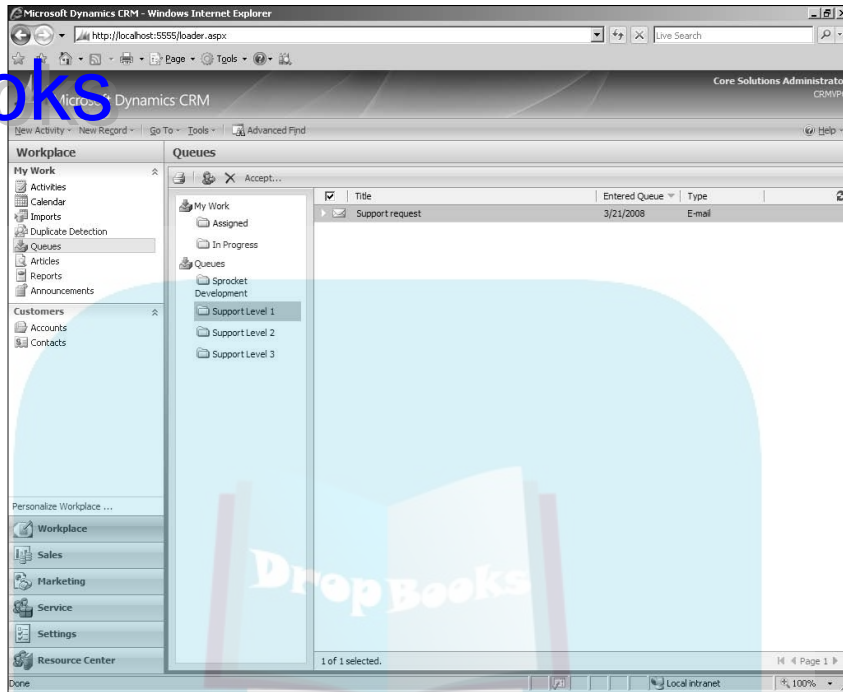 Microsoft Dynamics CRM - Windows Internet Explorer
http://localhost:5555/loader.aspx
Live Search
Page
Tools
oks
Microsoft Dynamics CRM
Core Solutions Administrato
CRMVP
New Activity
New Record
Go To
Tools
Advanced Find
Help
Workplace
My Work
Activities
Calendar
Imports
Duplicate Detection
Queues
Articles
Reports
Announcements
Customers
Accounts
Contacts
Personalize Workplace ...
Workplace
Sales
Marketing
Service
Settings
Resource Center
Queues
Accept...
My Work
Assigned
In Progress
Queues
Sprocket
Development
Support Level 1
Support Level 2
Support Level 3
Title
Entered Queue
Type
Support request
3/21/2008
E-mail
DropBooks
1 of 1 selected.
Page 1
Done
Local intranet
100%